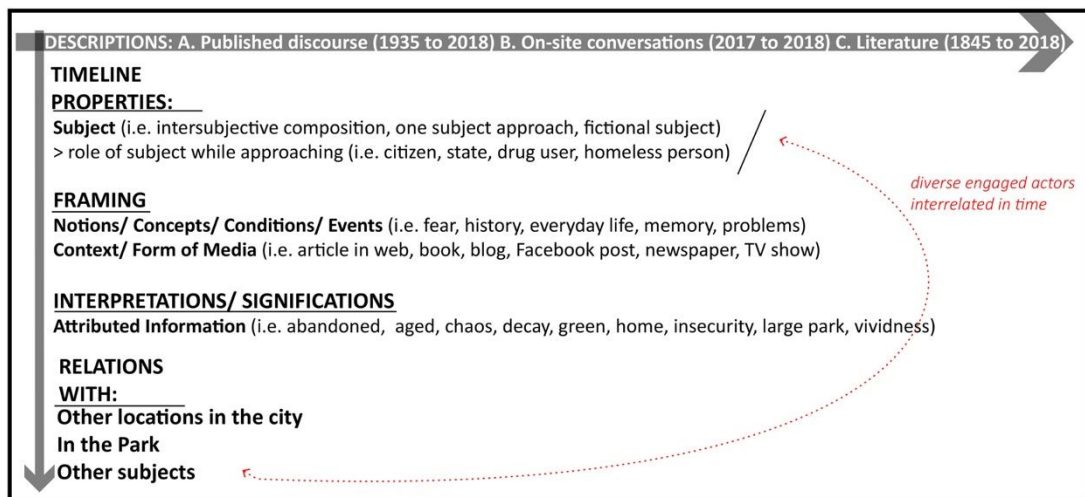 DESCRIPTIONS: A. Published discourse (1935 to 2018) B. On-site conversations (2017 to 2018) C. Literature (1845 to 2018)
TIMELINE
PROPERTIES:
Subject (i.e. intersubjective composition, one subject approach, fictional subject)
> role of subject while approaching (i.e. citizen, state, drug user, homeless person)
diverse engaged actors
interrelated in time
FRAMING
Notions/ Concepts/ Conditions/ Events (i.e. fear, history, everyday life, memory, problems)
Context/ Form of Media (i.e. article in web, book, blog, Facebook post, newspaper, TV show)
INTERPRETATIONS/ SIGNIFICATIONS
Attributed Information (i.e. abandoned, aged, chaos, decay, green, home, insecurity, large park, vividness)
RELATIONS
WITH:
Other locations in the city
In the Park
Other subjects